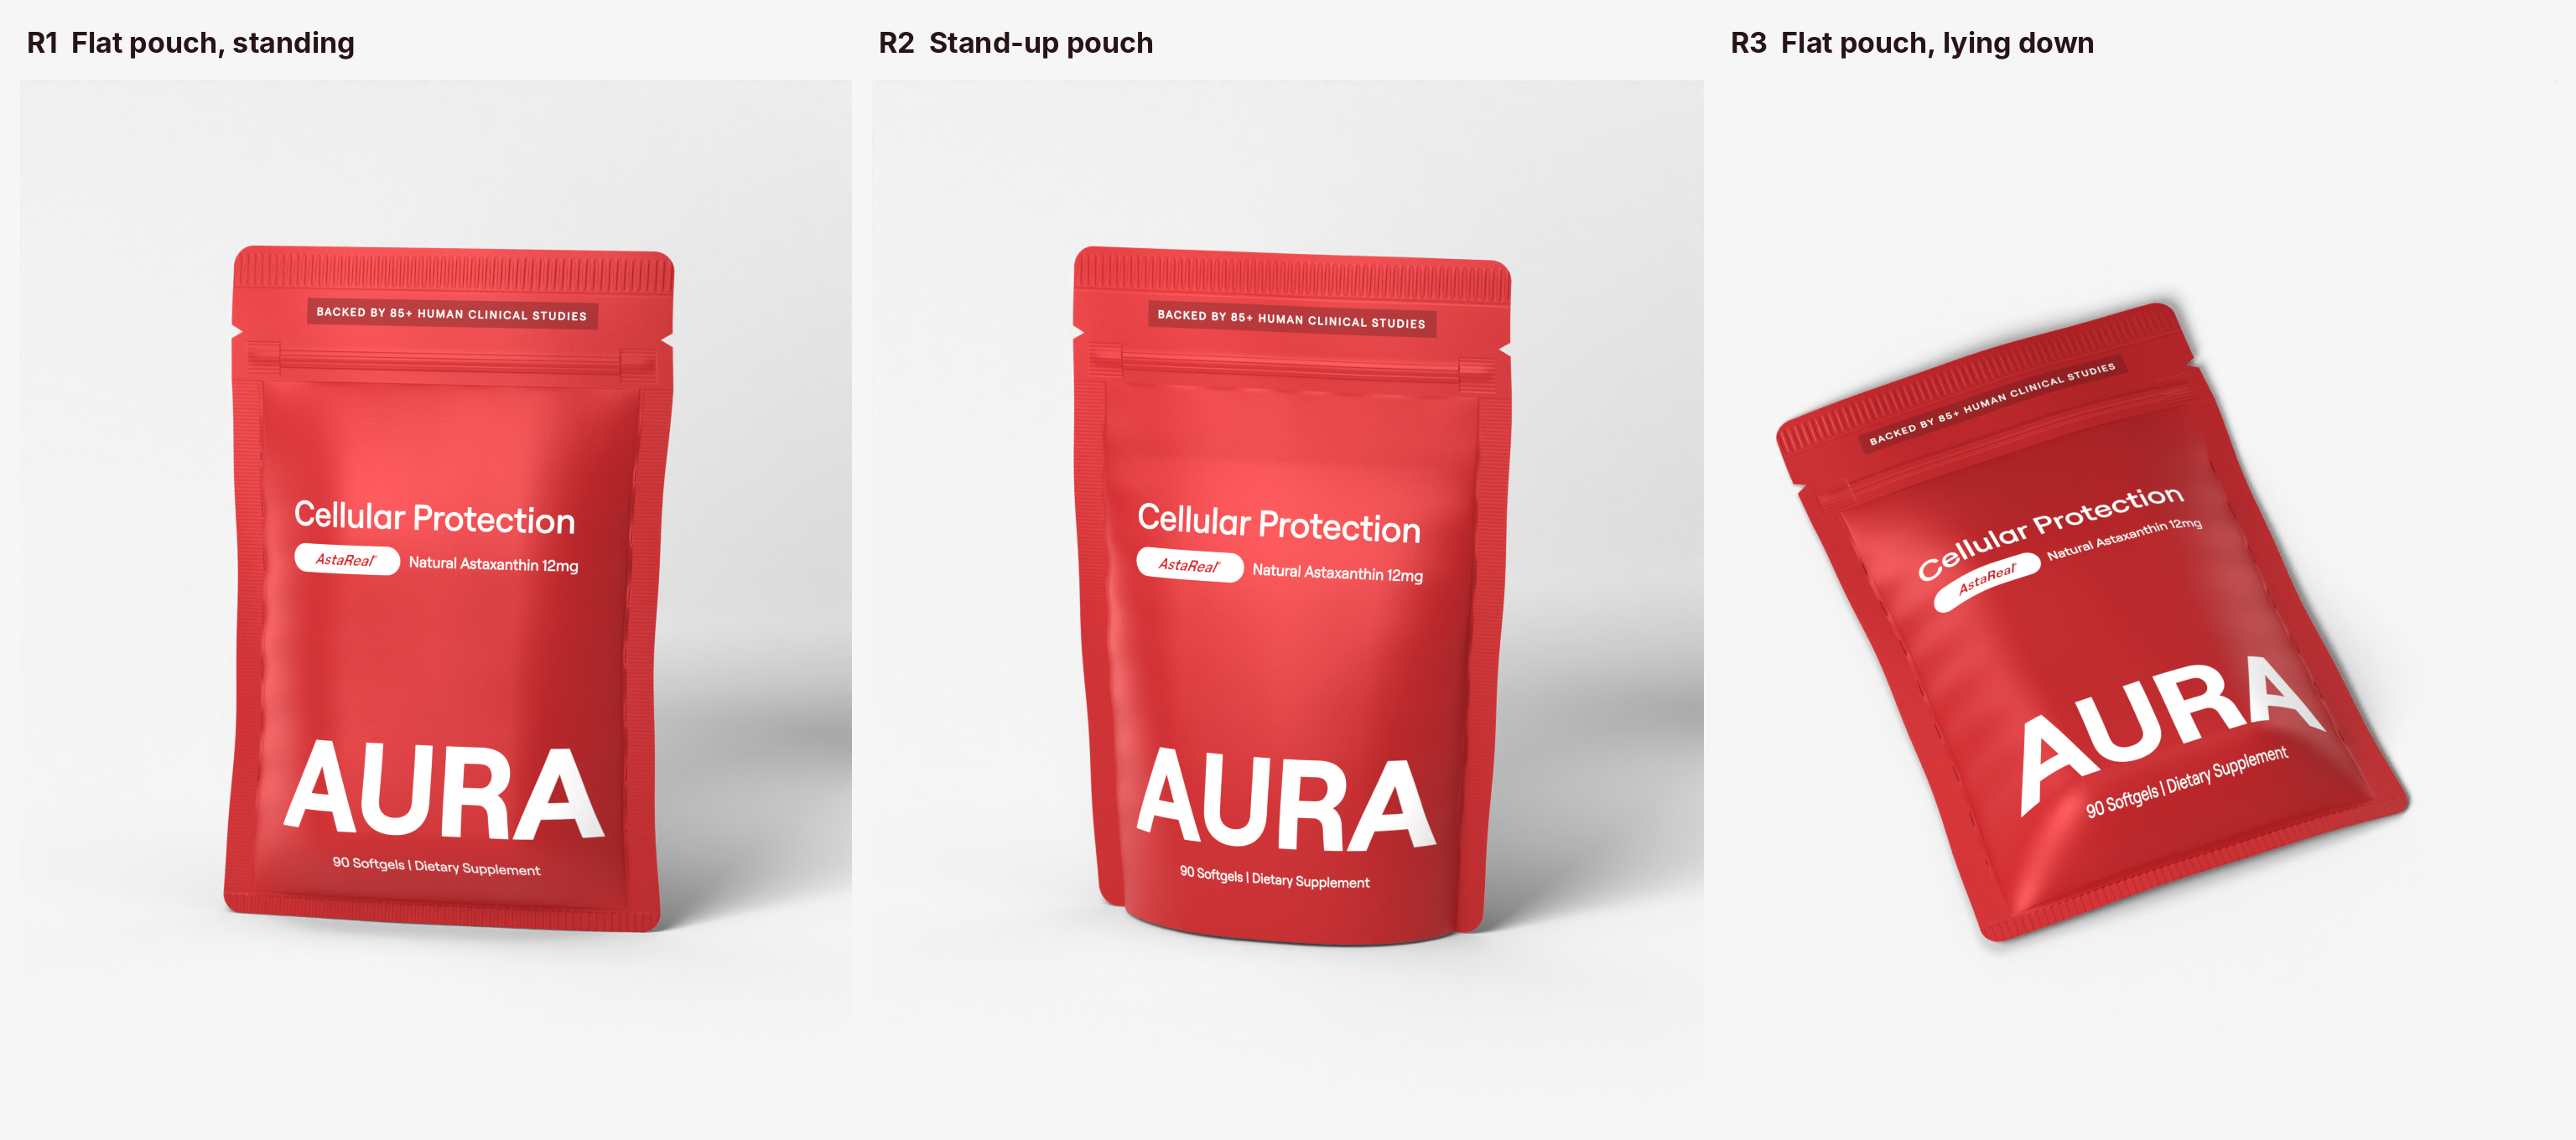 R1 Flat pouch, standing
BACKED BY 85+ HUMAN CLINICAL STUDIES
Cellular Protection
AstaReal® Natural Astaxanthin 12mg
AURA
90 Softgels | Dietary Supplement
R2 Stand-up pouch
BACKED BY 85+ HUMAN CLINICAL STUDIES
Cellular Protection
AstaReal® Natural Astaxanthin 12mg
AURA
90 Softgels | Dietary Supplement
R3 Flat pouch, lying down
BACKED BY 85+ HUMAN CLINICAL STUDIES
Cellular Protection
AstaReal® Natural Astaxanthin 12mg
AURA
90 Softgels | Dietary Supplement